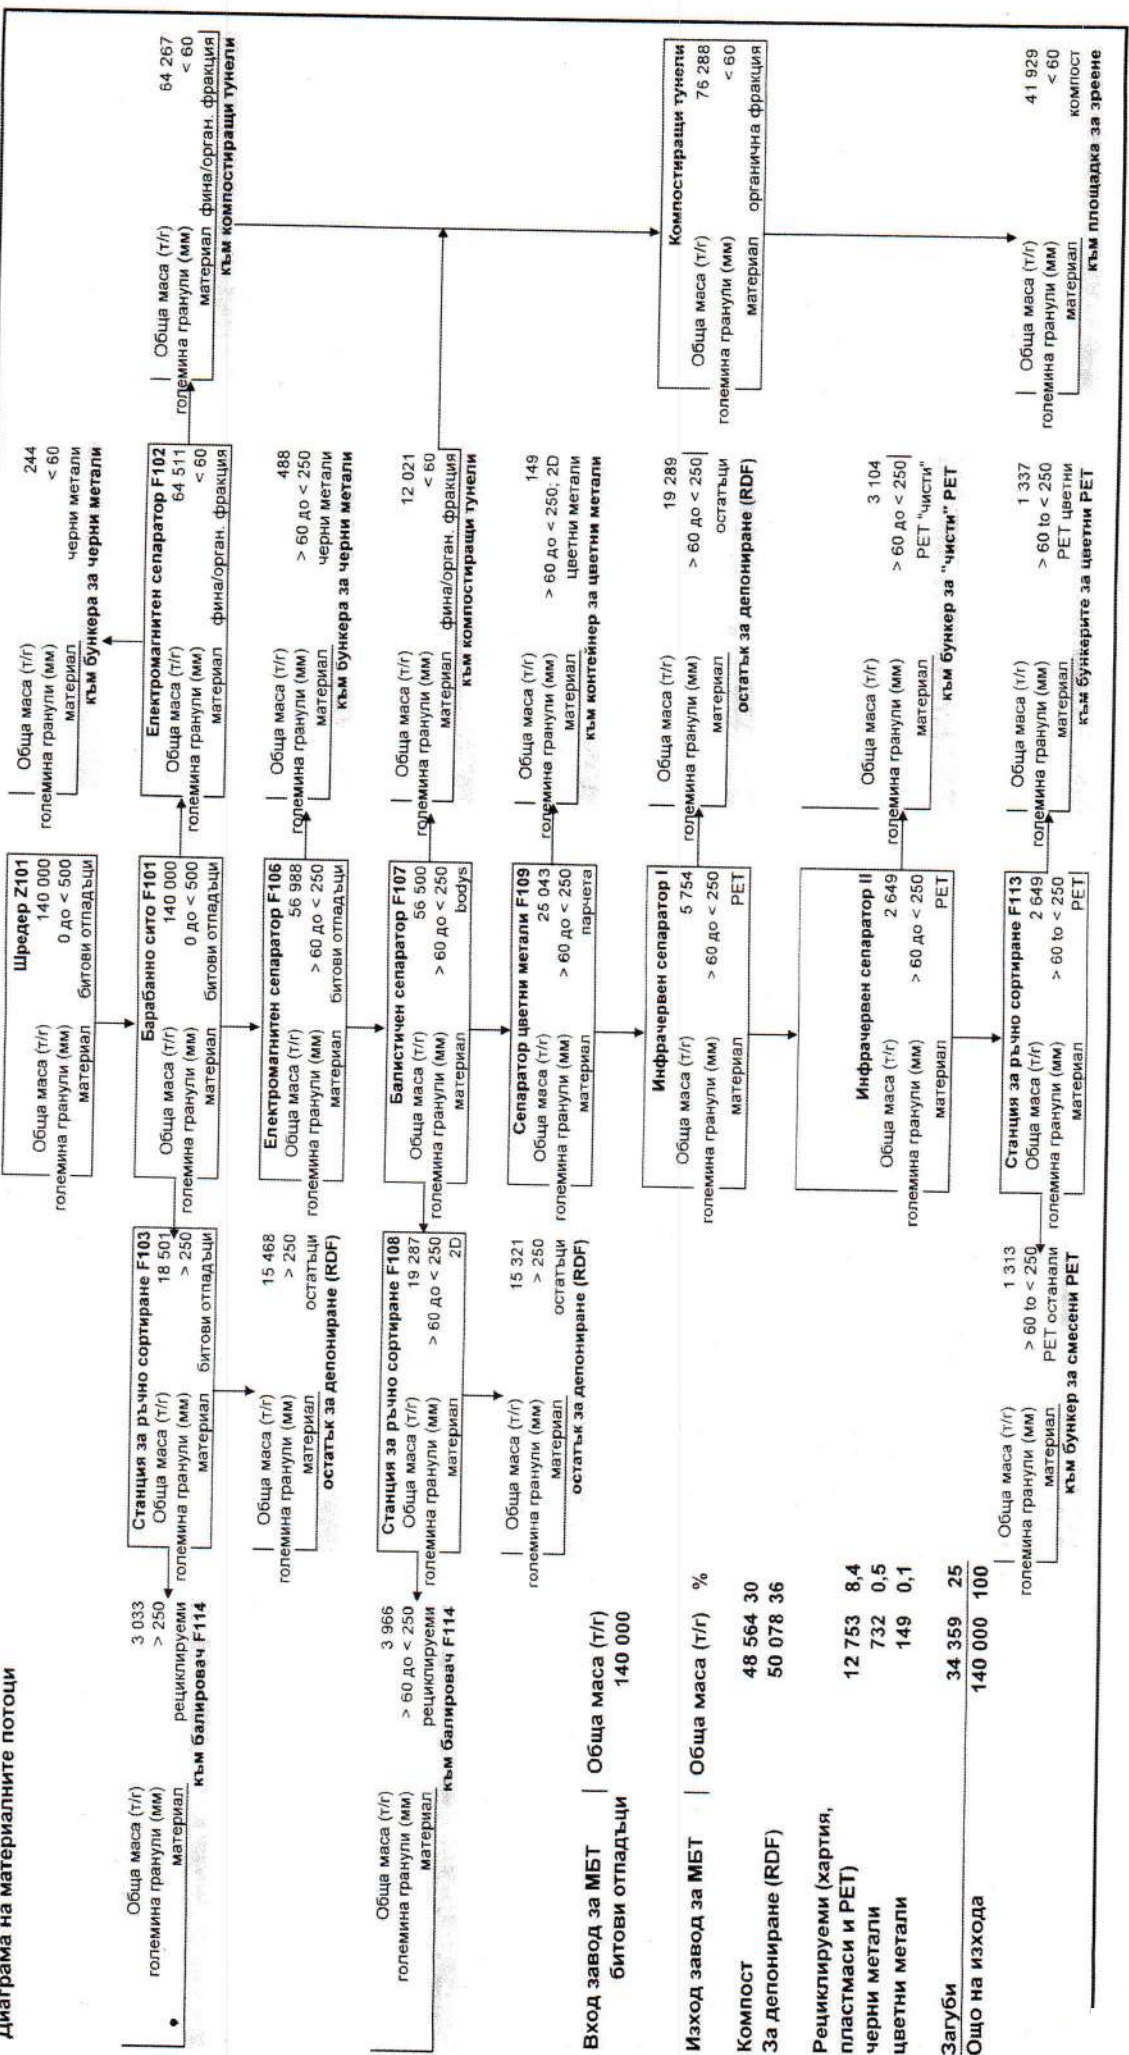 Диаграма на материалните потоци
Шредер Z101
Обща маса (т/г) 140 000
големина гранули (мм) 0 до < 500
материал битови отпадъци
Обща маса (т/г) 244
големина гранули (мм) < 60
материал черни метали
към бункера за черни метали
Обща маса (т/г) 3 033
големина гранули (мм) > 250
материал рециклируеми
към балировач F114
Станция за ръчно сортиране F103
Обща маса (т/г) 18 501
големина гранули (мм) > 250
материал битови отпадъци
Барабанно сито F101
Обща маса (т/г) 140 000
големина гранули (мм) 0 до < 500
материал битови отпадъци
Електромагнитен сепаратор F102
Обща маса (т/г) 64 511
големина гранули (мм) < 60
материал фина/орган. фракция
Обща маса (т/г) 64 267
големина гранули (мм) < 60
материал фина/орган. фракция
към компостиращи тунели
Обща маса (т/г) 15 468
големина гранули (мм) > 250
материал остатъци
остатък за депониране (RDF)
Електромагнитен сепаратор F106
Обща маса (т/г) 56 988
големина гранули (мм) > 60 до < 250
материал битови отпадъци
Обща маса (т/г) 488
големина гранули (мм) > 60 до < 250
материал черни метали
към бункера за черни метали
Обща маса (т/г) 3 966
големина гранули (мм) > 60 до < 250
материал рециклируеми
към балировач F114
Станция за ръчно сортиране F108
Обща маса (т/г) 19 287
големина гранули (мм) > 60 до < 250
материал 2D
Балистичен сепаратор F107
Обща маса (т/г) 56 500
големина гранули (мм) > 60 до < 250
материал bodys
Обща маса (т/г) 12 021
големина гранули (мм) < 60
материал фина/орган. фракция
към компостиращи тунели
Обща маса (т/г) 15 321
големина гранули (мм) > 250
материал остатъци
остатък за депониране (RDF)
Сепаратор цветни метали F109
Обща маса (т/г) 25 043
големина гранули (мм) > 60 до < 250
материал парчета
Обща маса (т/г) 149
големина гранули (мм) > 60 до < 250; 2D
материал цветни метали
към контейнер за цветни метали
Инфрачервен сепаратор I
Обща маса (т/г) 5 754
големина гранули (мм) > 60 до < 250
материал PET
Обща маса (т/г) 19 289
големина гранули (мм) > 60 до < 250
материал остатъци
остатък за депониране (RDF)
Компостиращи тунели
Обща маса (т/г) 76 288
големина гранули (мм) < 60
материал органична фракция
Инфрачервен сепаратор II
Обща маса (т/г) 2 649
големина гранули (мм) > 60 до < 250
материал PET
Обща маса (т/г) 3 104
големина гранули (мм) > 60 до < 250
материал PET "чисти"
към бункер за "чисти" PET
Обща маса (т/г) 1 313
големина гранули (мм) > 60 to < 250
материал PET останали
към бункер за смесени PET
Станция за ръчно сортиране F113
Обща маса (т/г) 2 649
големина гранули (мм) > 60 to < 250
материал PET
Обща маса (т/г) 1 337
големина гранули (мм) > 60 to < 250
материал PET цветни
към бункерите за цветни PET
Обща маса (т/г) 41 929
големина гранули (мм) < 60
материал компост
към площадка за зреене
Вход завод за МБТ Обща маса (т/г)
битови отпадъци 140 000
Изход завод за МБТ Обща маса (т/г) %
Компост 48 564 30
За депониране (RDF) 50 078 36
Рециклируеми (хартия,
пластмаси и PET) 12 753 8,4
черни метали 732 0,5
цветни метали 149 0,1
Загуби 34 359 25
Ощо на изхода 140 000 100